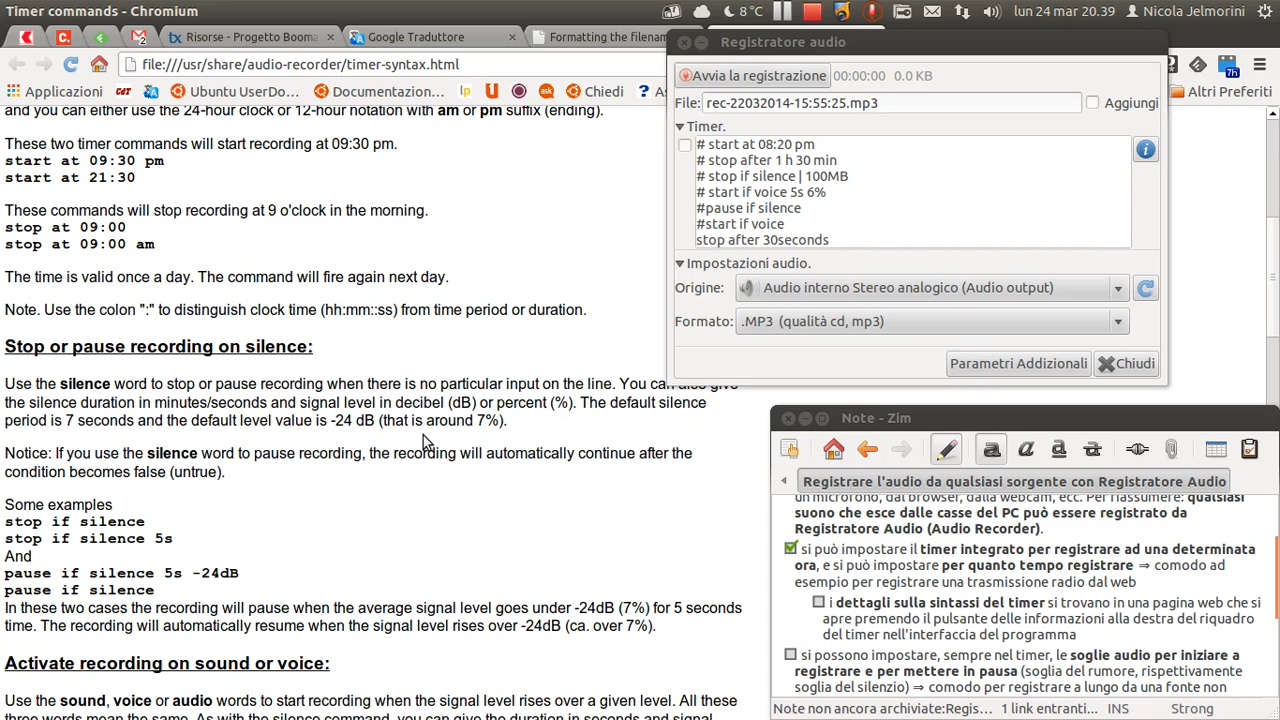 Timer commands - Chromium
8 °C
lun 24 mar 20.39
Nicola Jelmorini
2
Risorse - Progetto Booma
Google Traduttore
Formatting the filenam
file:///usr/share/audio-recorder/timer-syntax.html
7h
Applicazioni
Ubuntu UserDo...
Documentazion...
lp
Chiedi
As
Altri Preferiti
and you can either use the 24-hour clock or 12-hour notation with am or pm suffix (ending).
These two timer commands will start recording at 09:30 pm.
start at 09:30 pm
start at 21:30
These commands will stop recording at 9 o'clock in the morning.
stop at 09:00
stop at 09:00 am
The time is valid once a day. The command will fire again next day.
Note. Use the colon ":" to distinguish clock time (hh:mm::ss) from time period or duration.
Stop or pause recording on silence:
Use the silence word to stop or pause recording when there is no particular input on the line. You can also give
the silence duration in minutes/seconds and signal level in decibel (dB) or percent (%). The default silence
period is 7 seconds and the default level value is -24 dB (that is around 7%).
Notice: If you use the silence word to pause recording, the recording will automatically continue after the
condition becomes false (untrue).
Some examples
stop if silence
stop if silence 5s
And
pause if silence 5s -24dB
pause if silence
In these two cases the recording will pause when the average signal level goes under -24dB (7%) for 5 seconds
time. The recording will automatically resume when the signal level rises over -24dB (ca. over 7%).
Activate recording on sound or voice:
Use the sound, voice or audio words to start recording when the signal level rises over a given level. All these
three words mean the same. As with the silence command, you can give the duration in seconds and signal
Registratore audio
Avvia la registrazione
00:00:00
0.0 KB
File:
rec-22032014-15:55:25.mp3
Aggiungi
Timer.
# start at 08:20 pm
# stop after 1 h 30 min
# stop if silence | 100MB
# start if voice 5s 6%
#pause if silence
#start if voice
stop after 30seconds
Impostazioni audio.
Origine:
Audio interno Stereo analogico (Audio output)
Formato:
.MP3 (qualità cd, mp3)
Parametri Addizionali
Chiudi
Note - Zim
Registrare l'audio da qualsiasi sorgente con Registratore Audio
un microfono, dal browser, dalla webcam, ecc. Per riassumere: qualsiasi
suono che esce dalle casse del PC può essere registrato da
Registratore Audio (Audio Recorder).
si può impostare il timer integrato per registrare ad una determinata
ora, e si può impostare per quanto tempo registrare ⇒ comodo ad
esempio per registrare una trasmissione radio dal web
i dettagli sulla sintassi del timer si trovano in una pagina web che si
apre premendo il pulsante delle informazioni alla destra del riquadro
del timer nell'interfaccia del programma
si possono impostare, sempre nel timer, le soglie audio per iniziare a
registrare e per mettere in pausa (soglia del rumore, rispettivamente
soglia del silenzio) ⇒ comodo per registrare a lungo da una fonte non
Note non ancora archiviate:Regis...
1 link entranti...
INS
Strong